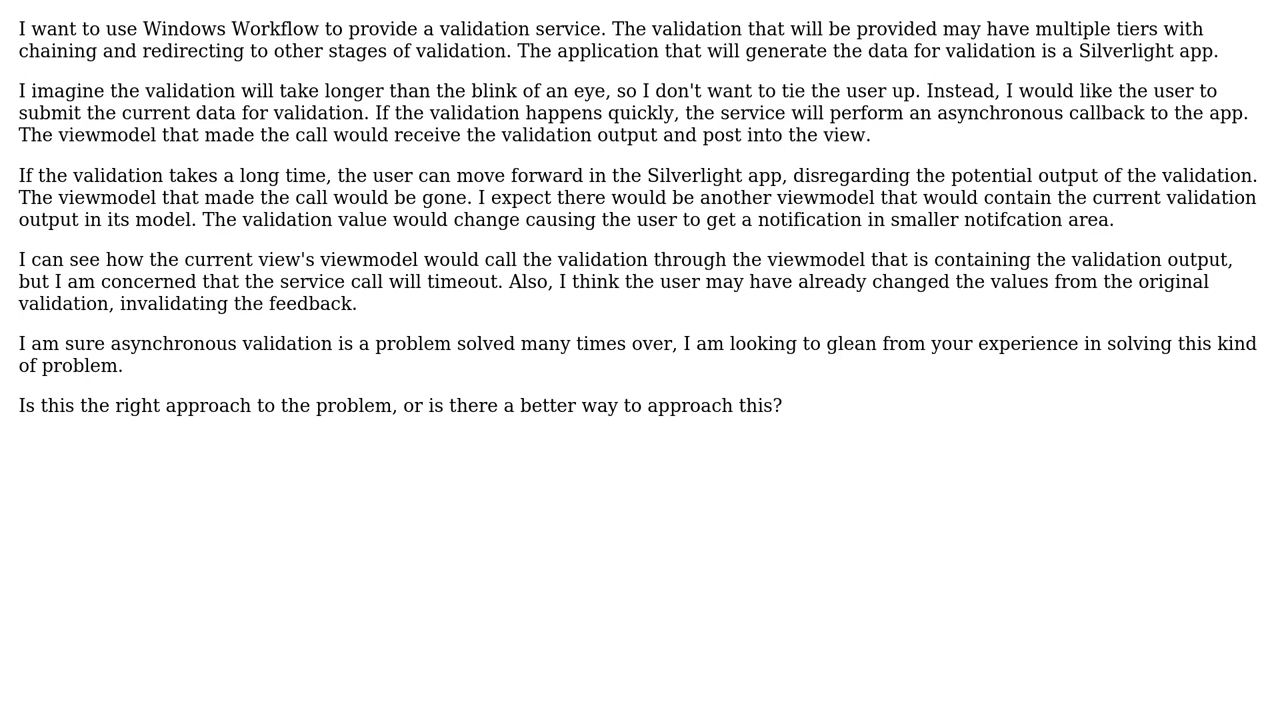 I want to use Windows Workflow to provide a validation service. The validation that will be provided may have multiple tiers with
chaining and redirecting to other stages of validation. The application that will generate the data for validation is a Silverlight app.
I imagine the validation will take longer than the blink of an eye, so I don't want to tie the user up. Instead, I would like the user to
submit the current data for validation. If the validation happens quickly, the service will perform an asynchronous callback to the app.
The viewmodel that made the call would receive the validation output and post into the view.
If the validation takes a long time, the user can move forward in the Silverlight app, disregarding the potential output of the validation.
The viewmodel that made the call would be gone. I expect there would be another viewmodel that would contain the current validation
output in its model. The validation value would change causing the user to get a notification in smaller notifcation area.
I can see how the current view's viewmodel would call the validation through the viewmodel that is containing the validation output,
but I am concerned that the service call will timeout. Also, I think the user may have already changed the values from the original
validation, invalidating the feedback.
I am sure asynchronous validation is a problem solved many times over, I am looking to glean from your experience in solving this kind
of problem.
Is this the right approach to the problem, or is there a better way to approach this?